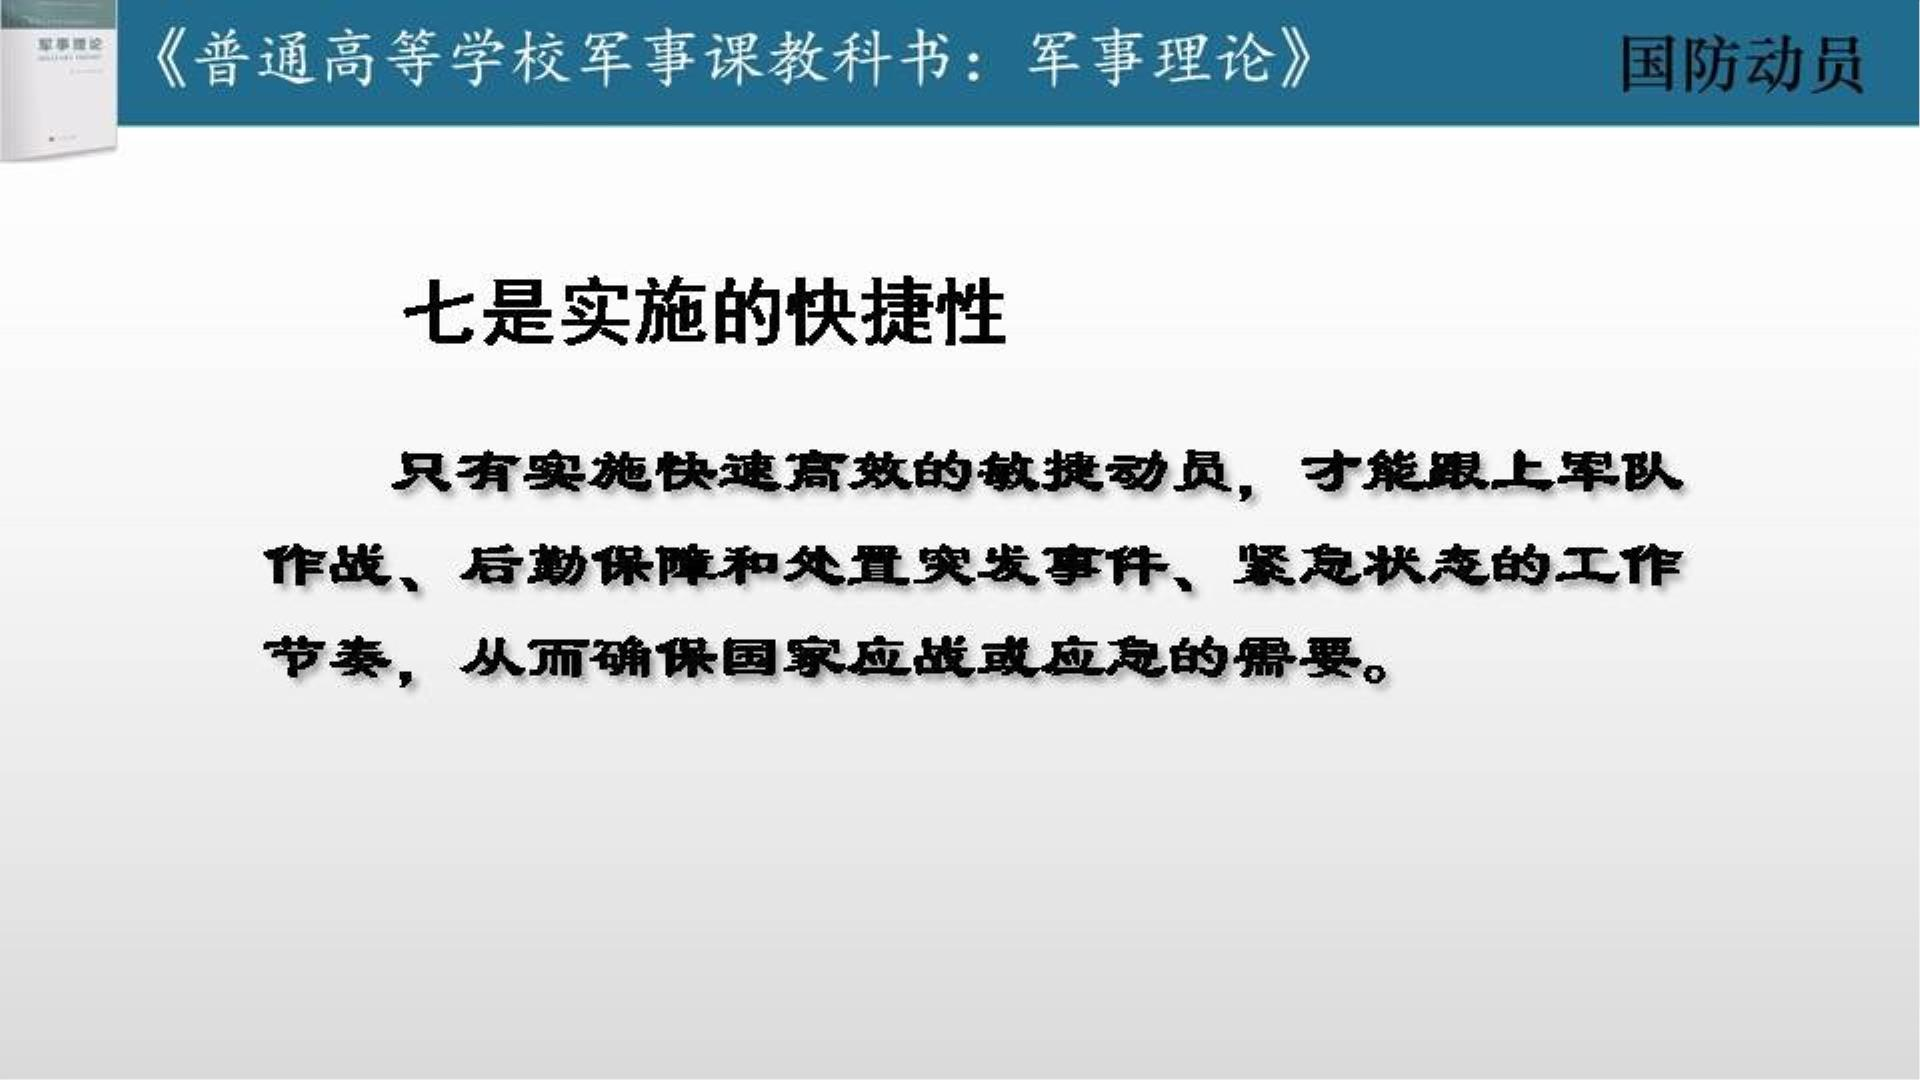 军事理论
《普通高等学校军事课教科书：军事理论》
国防动员
七是实施的快捷性
只有实施快速高效的敏捷动员，才能跟上军队
作战、后勤保障和处置突发事件、紧急状态的工作
节奏，从而确保国家应战或应急的需要。